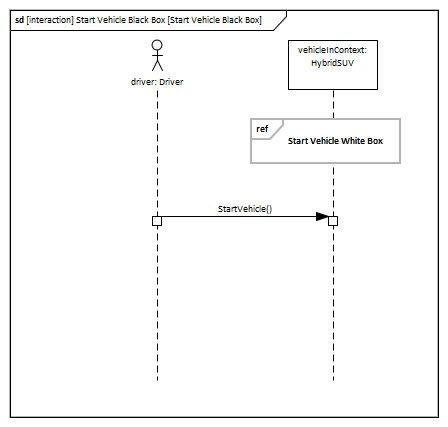 sd [interaction] Start Vehicle Black Box [Start Vehicle Black Box]
vehicleInContext:
HybridSUV
driver: Driver
ref
Start Vehicle White Box
StartVehicle()